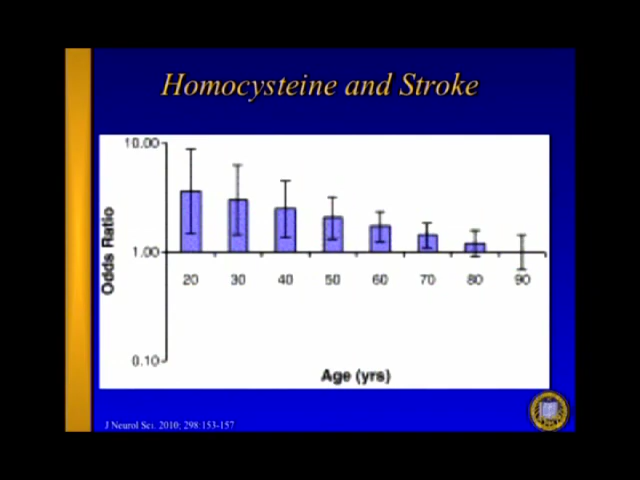 Homocysteine and Stroke
10.00
1.00
0.10
Odds Ratio
20 30 40 50 60 70 80 90
Age (yrs)
J Neurol Sci. 2010; 298:153-157